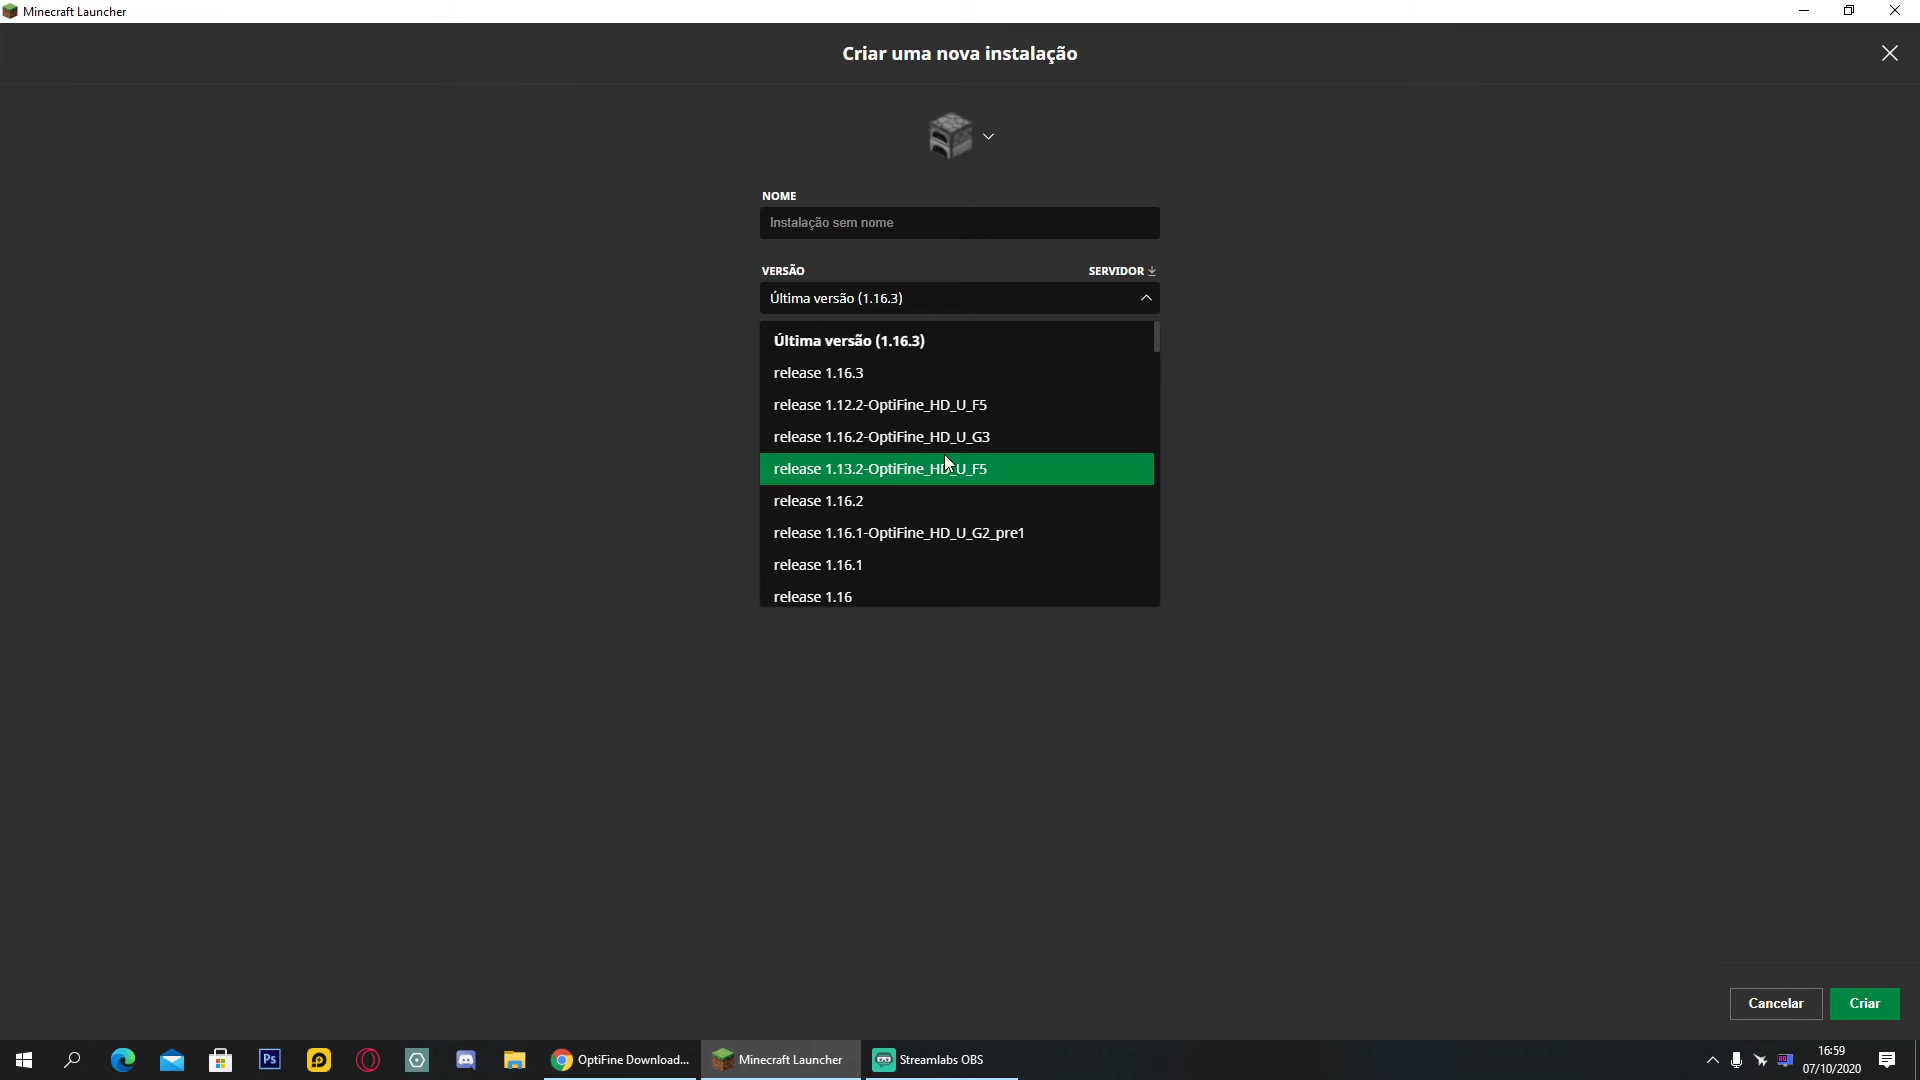 Minecraft Launcher
Criar uma nova instalação
NOME
Instalação sem nome
VERSÃO
SERVIDOR
Última versão (1.16.3)
Última versão (1.16.3)
release 1.16.3
release 1.12.2-OptiFine_HD_U_F5
release 1.16.2-OptiFine_HD_U_G3
release 1.13.2-OptiFine_HD_U_F5
release 1.16.2
release 1.16.1-OptiFine_HD_U_G2_pre1
release 1.16.1
release 1.16
Cancelar
Criar
Ps
OptiFine Download...
Minecraft Launcher
Streamlabs OBS
16:59
07/10/2020